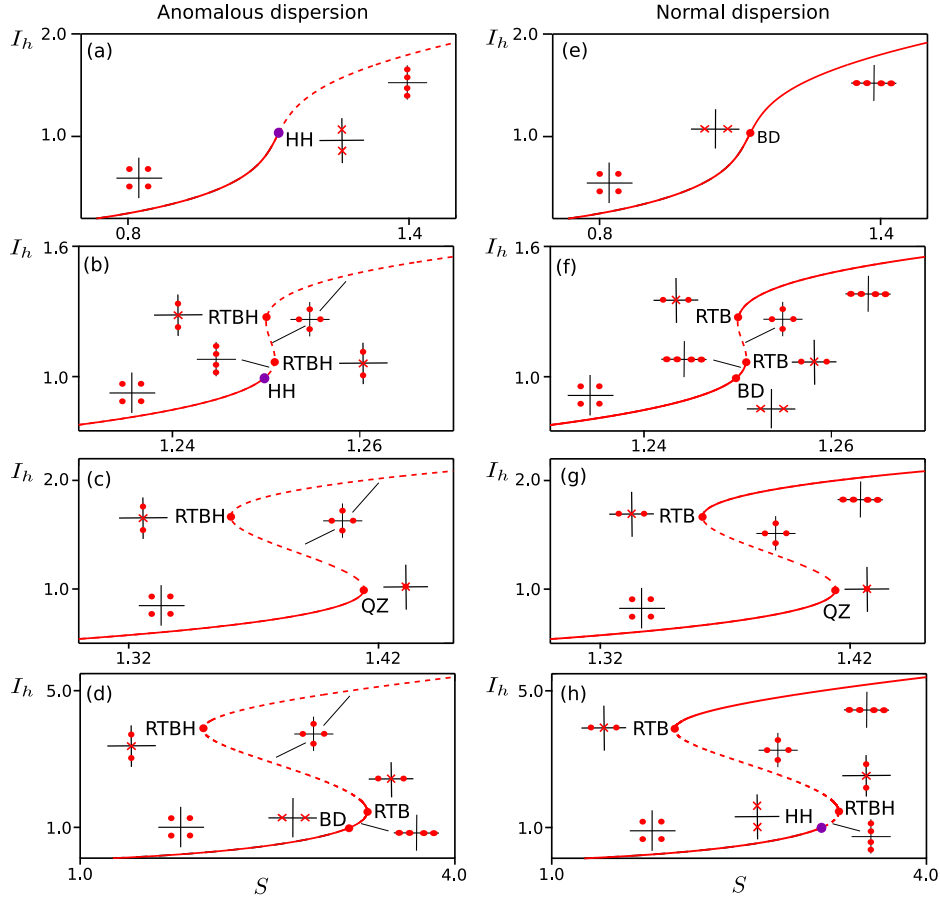 Anomalous dispersion
Normal dispersion
I_h 2.0 (a)
1.0
HH
0.8 1.4
I_h 2.0 (e)
1.0
BD
0.8 1.4
I_h 1.6 (b)
RTBH
RTBH
1.0
HH
1.24 1.26
I_h 1.6 (f)
RTB
RTB
1.0
BD
1.24 1.26
I_h 2.0 (c)
RTBH
1.0
QZ
1.32 1.42
I_h 2.0 (g)
RTB
1.0
QZ
1.32 1.42
I_h 5.0 (d)
RTBH
RTB
BD
1.0
1.0 S 4.0
I_h 5.0 (h)
RTB
RTBH
HH
1.0
1.0 S 4.0